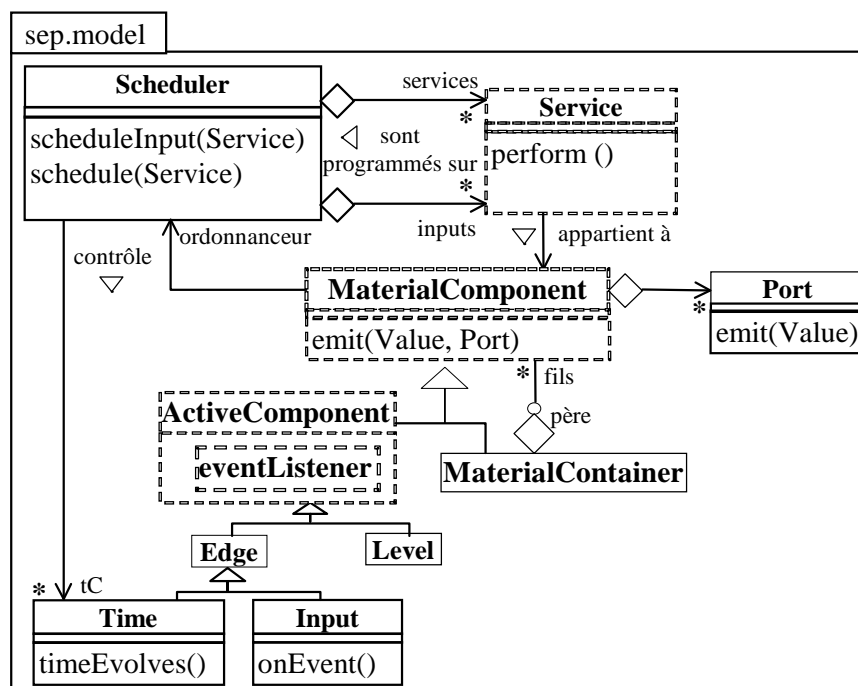 sep.model
Scheduler
scheduleInput(Service)
schedule(Service)
services
*
sont
programmés sur
*
inputs
Service
perform ()
contrôle
ordonnanceur
appartient à
MaterialComponent
emit(Value, Port)
*
Port
emit(Value)
*
fils
père
ActiveComponent
eventListener
MaterialContainer
Edge
Level
*
tC
Time
timeEvolves()
Input
onEvent()